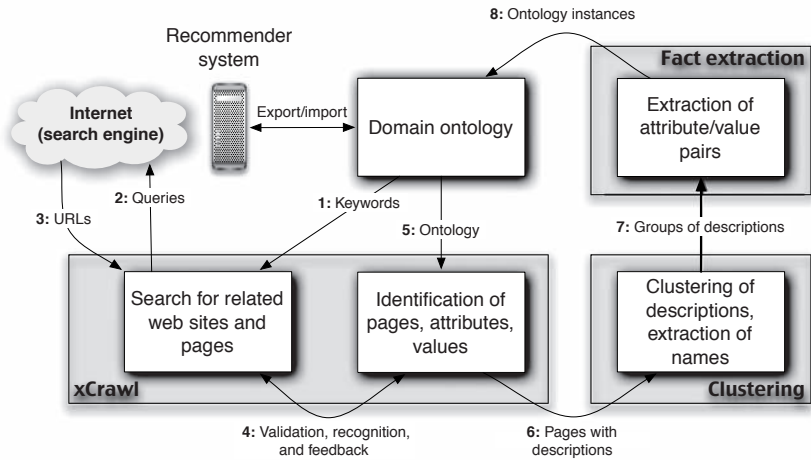 8: Ontology instances
Recommender
system
Fact extraction
Internet
(search engine)
Export/import
Domain ontology
Extraction of
attribute/value
pairs
2: Queries
1: Keywords
3: URLs
5: Ontology
7: Groups of descriptions
Search for related
web sites and
pages
Identification of
pages, attributes,
values
Clustering of
descriptions,
extraction of
names
xCrawl
Clustering
4: Validation, recognition,
and feedback
6: Pages with
descriptions